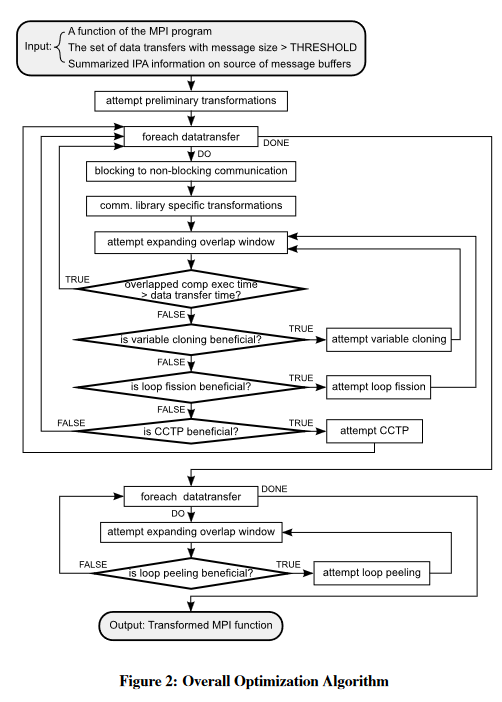 A function of the MPI program
Input:
The set of data transfers with message size > THRESHOLD
Summarized IPA information on source of message buffers
attempt preliminary transformations
foreach datatransfer
DONE
DO
blocking to non-blocking communication
comm. library specific transformations
attempt expanding overlap window
TRUE
overlapped comp exec time
> data transfer time?
FALSE
is variable cloning beneficial?
TRUE
attempt variable cloning
FALSE
is loop fission beneficial?
TRUE
attempt loop fission
FALSE
FALSE
is CCTP beneficial?
TRUE
attempt CCTP
foreach datatransfer
DONE
DO
attempt expanding overlap window
FALSE
is loop peeling beneficial?
TRUE
attempt loop peeling
Output: Transformed MPI function
Figure 2: Overall Optimization Algorithm